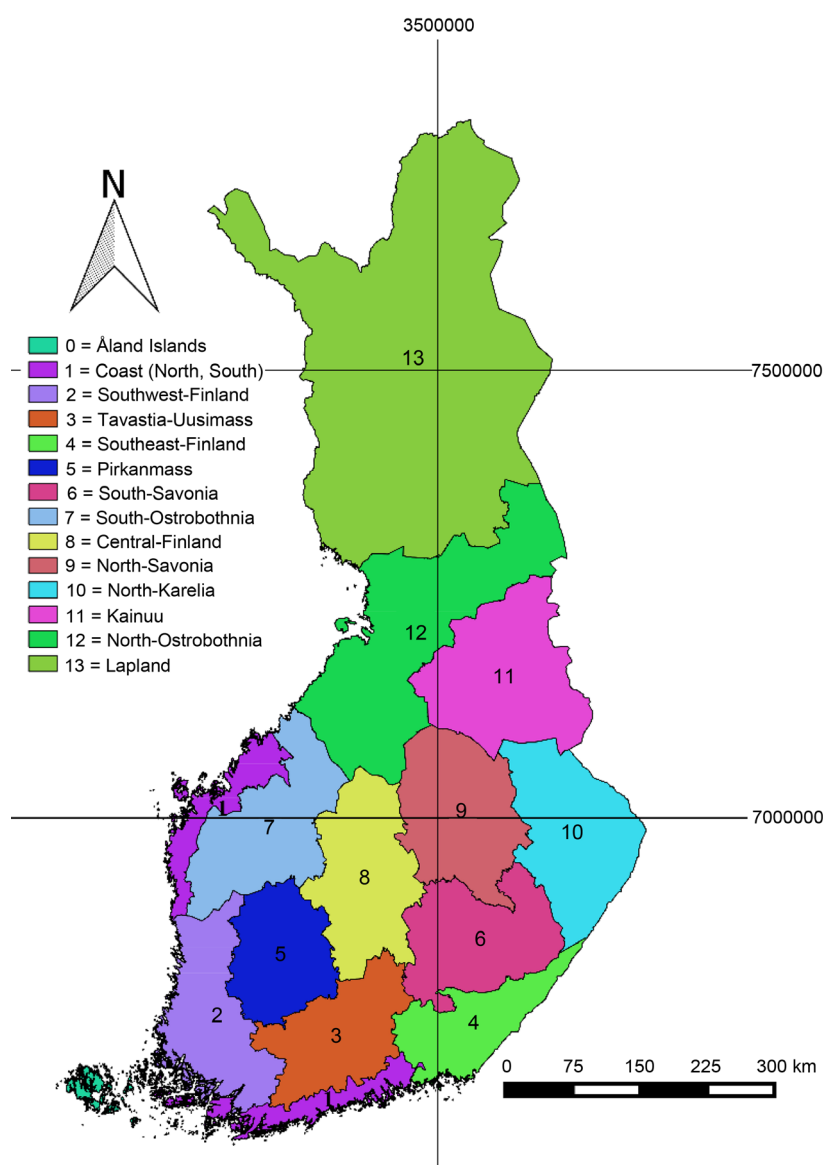 3500000
N
0 = Åland Islands
1 = Coast (North, South)
2 = Southwest-Finland
3 = Tavastia-Uusimass
4 = Southeast-Finland
5 = Pirkanmass
6 = South-Savonia
7 = South-Ostrobothnia
8 = Central-Finland
9 = North-Savonia
10 = North-Karelia
11 = Kainuu
12 = North-Ostrobothnia
13 = Lapland
13
7500000
12
11
1
7
9
7000000
10
8
6
5
2
3
4
1
0 75 150 225 300 km